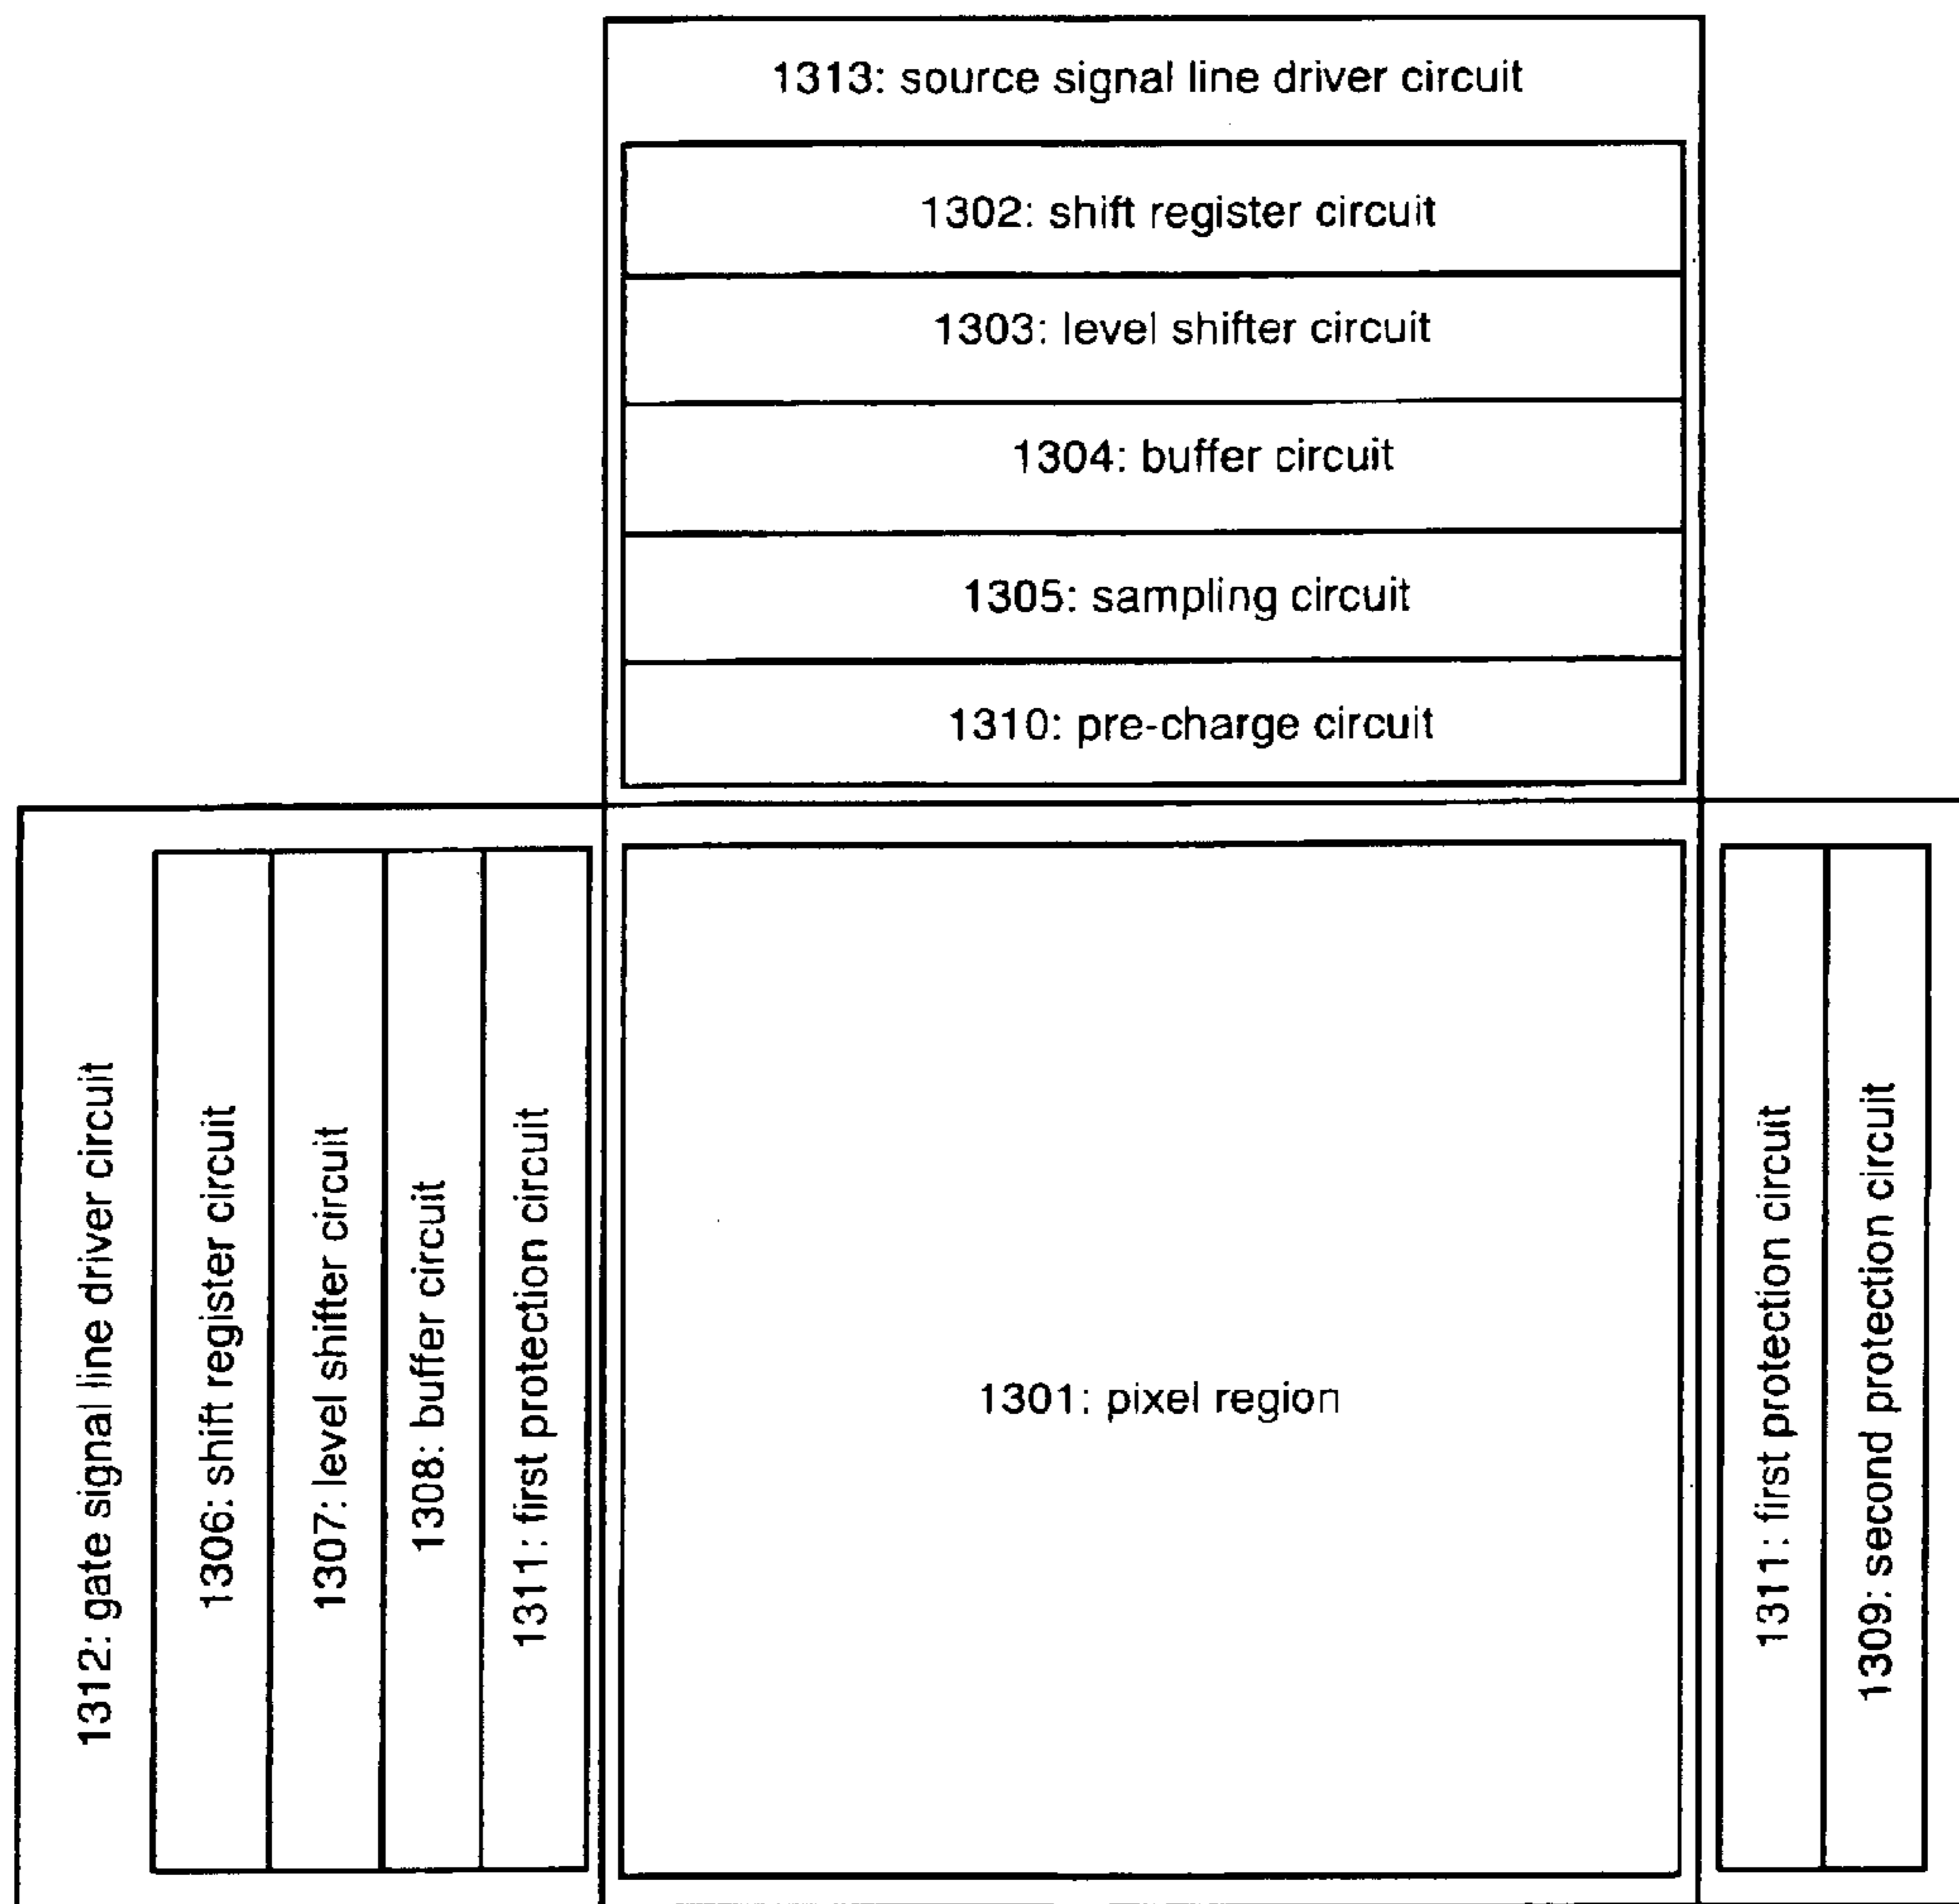 1313: source signal line driver circuit
1302: shift register circuit
1303: level shifter circuit
1304: buffer circuit
1305: sampling circuit
1310: pre-charge circuit
1312: gate signal line driver circuit
1306: shift register circuit
1307: level shifter circuit
1308: buffer circuit
1311: first protection circuit
1301: pixel region
1311: first protection circuit
1309: second protection circuit